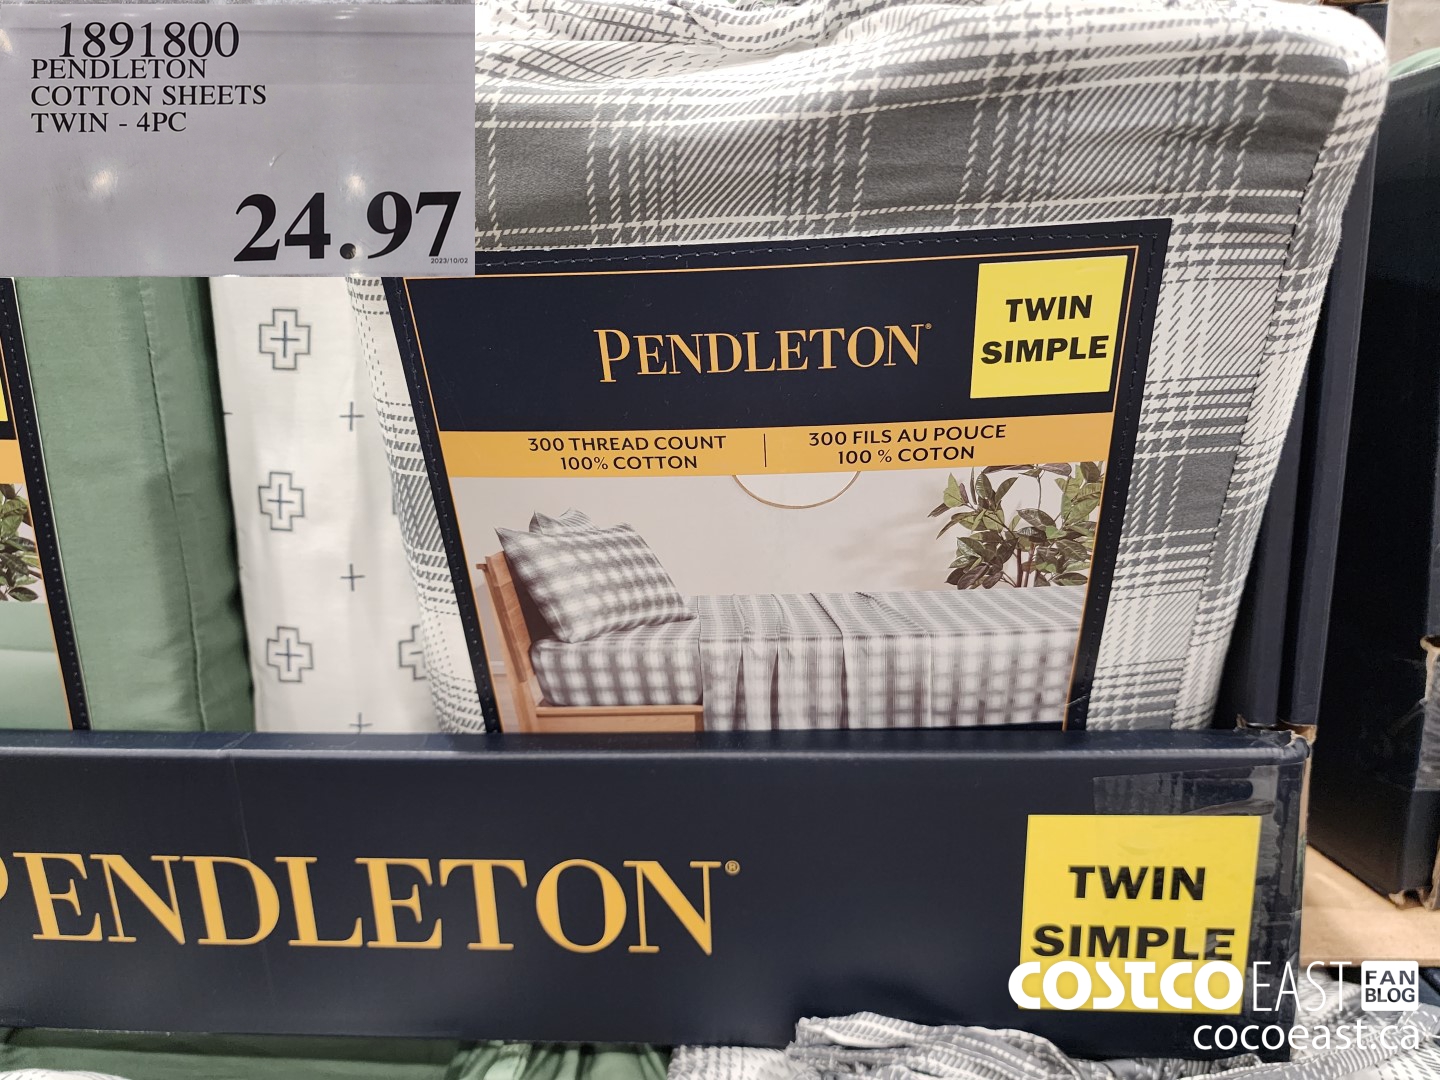 1891800
PENDLETON
COTTON SHEETS
TWIN - 4PC
24.97
2023/10/02
PENDLETON®
TWIN
SIMPLE
300 THREAD COUNT
100% COTTON
300 FILS AU POUCE
100 % COTON
PENDLETON®
TWIN
SIMPLE
COSTCO EAST FAN BLOG
cocoeast.ca